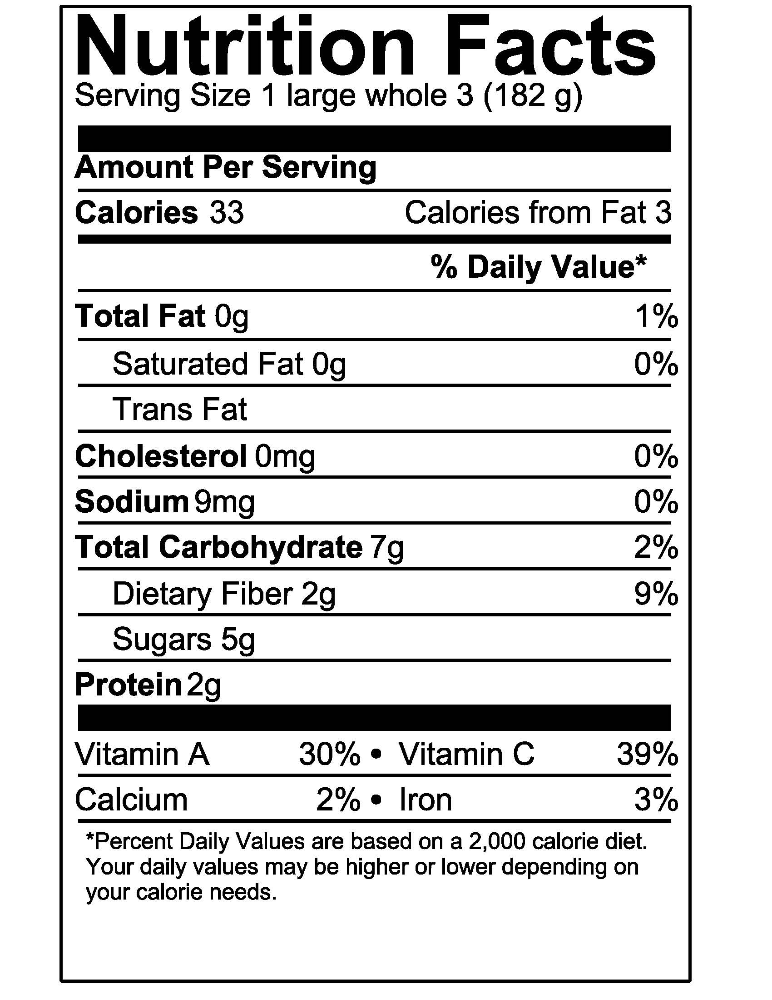 Nutrition Facts
Serving Size 1 large whole 3 (182 g)
Amount Per Serving
Calories 33 Calories from Fat 3
% Daily Value*
Total Fat 0g 1%
Saturated Fat 0g 0%
Trans Fat
Cholesterol 0mg 0%
Sodium 9mg 0%
Total Carbohydrate 7g 2%
Dietary Fiber 2g 9%
Sugars 5g
Protein 2g
Vitamin A 30% • Vitamin C 39%
Calcium 2% • Iron 3%
*Percent Daily Values are based on a 2,000 calorie diet.
Your daily values may be higher or lower depending on
your calorie needs.